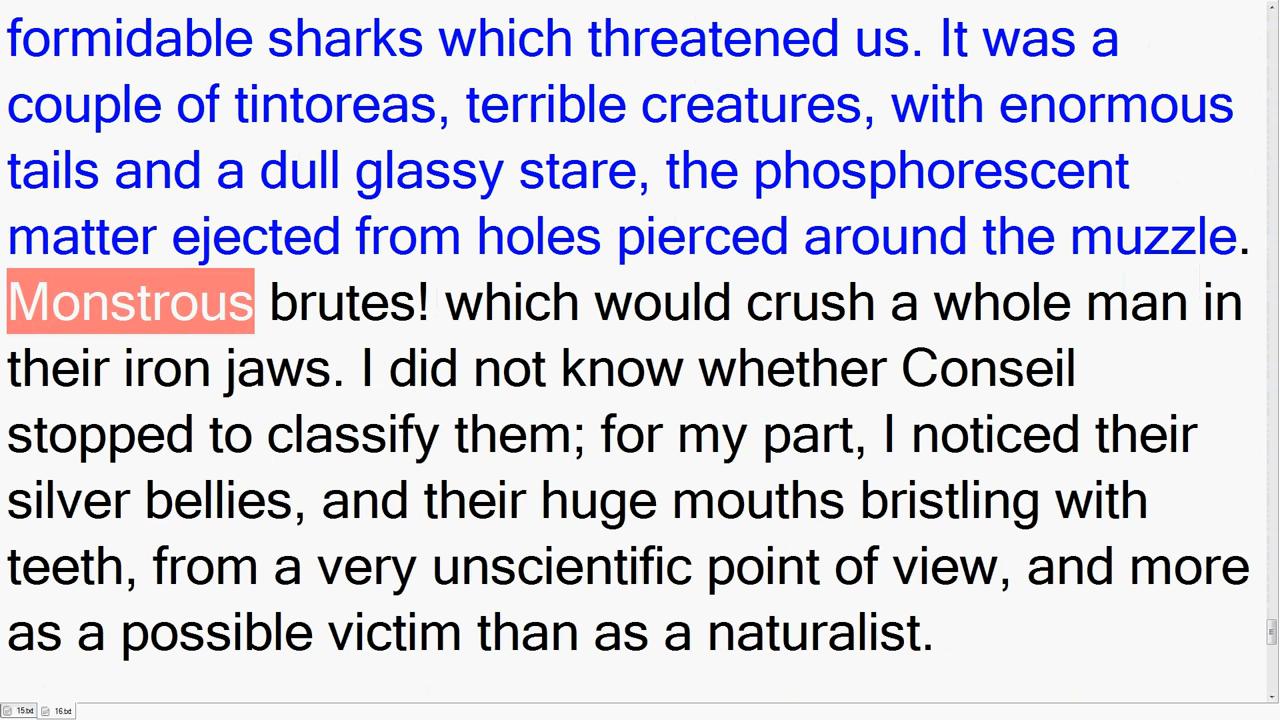 formidable sharks which threatened us. It was a
couple of tintoreas, terrible creatures, with enormous
tails and a dull glassy stare, the phosphorescent
matter ejected from holes pierced around the muzzle.
Monstrous brutes! which would crush a whole man in
their iron jaws. I did not know whether Conseil
stopped to classify them; for my part, I noticed their
silver bellies, and their huge mouths bristling with
teeth, from a very unscientific point of view, and more
as a possible victim than as a naturalist.
15.txt 16.txt